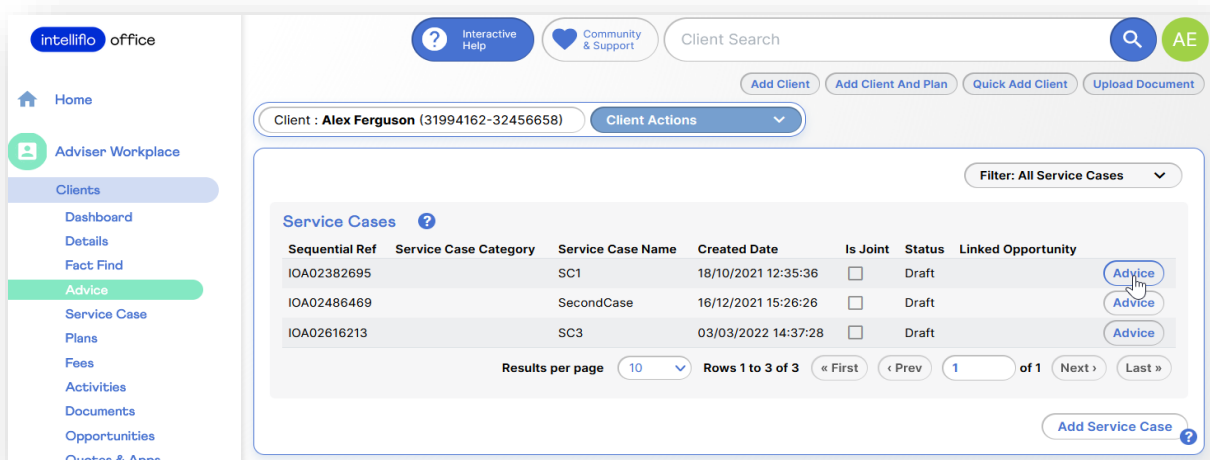 intelliflo office
Interactive Help
Community & Support
Client Search
AE
Add Client
Add Client And Plan
Quick Add Client
Upload Document
Home
Client : Alex Ferguson (31994162-32456658)
Client Actions
Adviser Workplace
Clients
Dashboard
Details
Fact Find
Advice
Service Case
Plans
Fees
Activities
Documents
Opportunities
Quotes & Apps
Filter: All Service Cases
Service Cases ?
Sequential Ref Service Case Category Service Case Name Created Date Is Joint Status Linked Opportunity
IOA02382695 SC1 18/10/2021 12:35:36 Draft Advice
IOA02486469 SecondCase 16/12/2021 15:26:26 Draft Advice
IOA02616213 SC3 03/03/2022 14:37:28 Draft Advice
Results per page 10 Rows 1 to 3 of 3 « First ‹ Prev 1 of 1 Next › Last »
Add Service Case
?